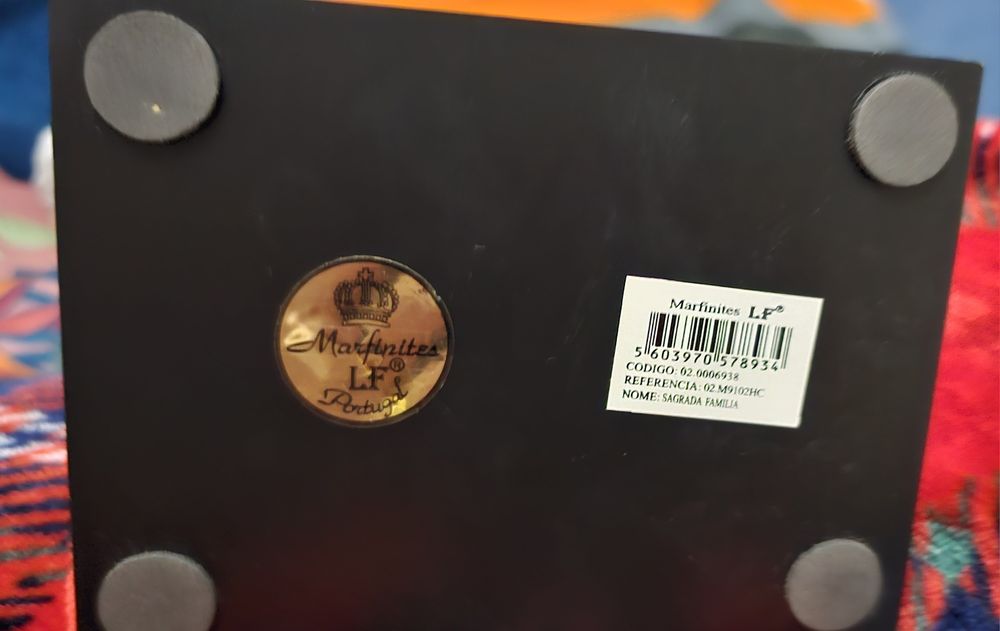 Marfinites
LF®
Portugal
Marfinites LF®
5 603970 578934
CODIGO: 02.0006938
REFERENCIA: 02.M9102HC
NOME: SAGRADA FAMILIA